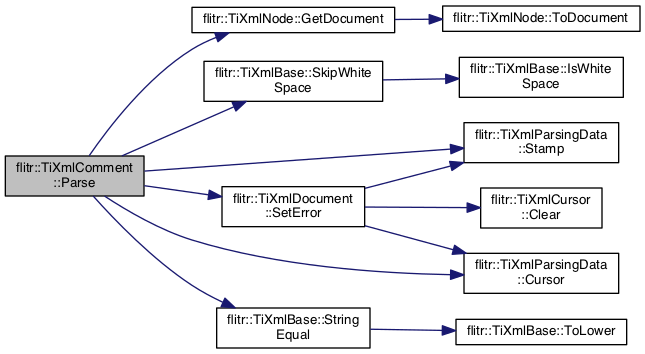 flitr::TiXmlNode::GetDocument
flitr::TiXmlNode::ToDocument
flitr::TiXmlBase::SkipWhite
Space
flitr::TiXmlBase::IsWhite
Space
flitr::TiXmlParsingData
::Stamp
flitr::TiXmlComment
::Parse
flitr::TiXmlDocument
::SetError
flitr::TiXmlCursor
::Clear
flitr::TiXmlParsingData
::Cursor
flitr::TiXmlBase::String
Equal
flitr::TiXmlBase::ToLower